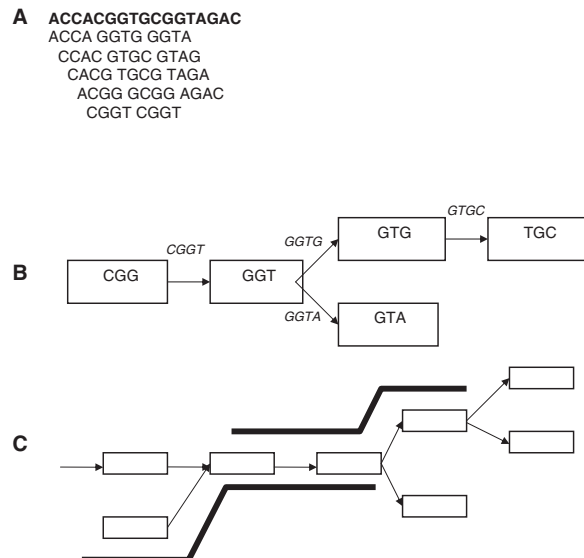 A ACCACGGTGCGGTAGAC
ACCA GGTG GGTA
CCAC GTGC GTAG
CACG TGCG TAGA
ACGG GCGG AGAC
CGGT CGGT
GTGC
CGGT GGTG GTG TGC
B CGG GGT
GGTA GTA
C